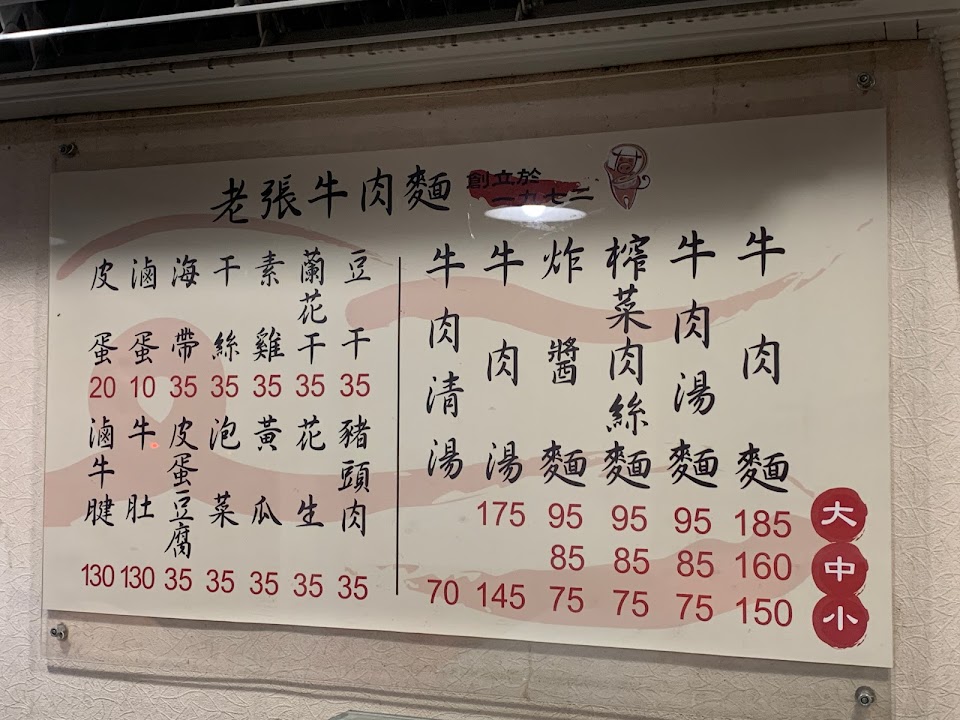 老張牛肉麵
創立於
一九七二
牛肉麵 185 160 150
牛肉湯麵 95 85 75
榨菜肉絲麵 95 85 75
炸醬麵 95 85 75
牛肉湯 175 145
牛肉清湯 70
大
中
小
豆干 35
蘭花干 35
素雞 35
干絲 35
海帶 35
滷蛋 10
皮蛋 20
豬頭肉 35
花生 35
黃瓜 35
泡菜 35
皮蛋豆腐 35
牛肚 130
滷牛腱 130